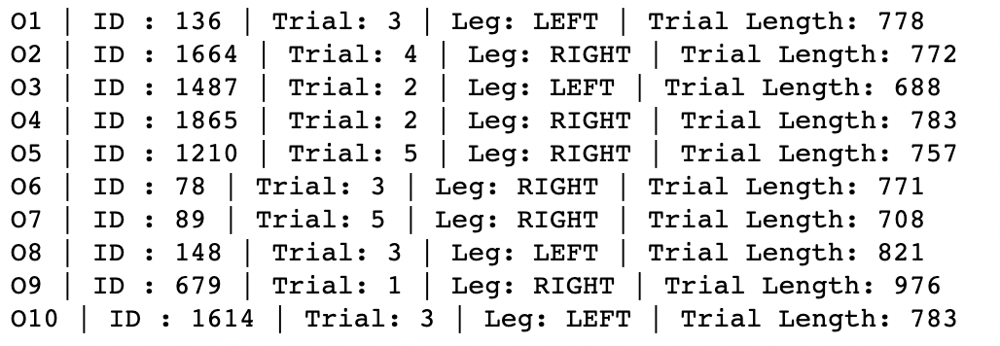 O1 | ID : 136 | Trial: 3 | Leg: LEFT | Trial Length: 778
O2 | ID : 1664 | Trial: 4 | Leg: RIGHT | Trial Length: 772
O3 | ID : 1487 | Trial: 2 | Leg: LEFT | Trial Length: 688
O4 | ID : 1865 | Trial: 2 | Leg: RIGHT | Trial Length: 783
O5 | ID : 1210 | Trial: 5 | Leg: RIGHT | Trial Length: 757
O6 | ID : 78 | Trial: 3 | Leg: RIGHT | Trial Length: 771
O7 | ID : 89 | Trial: 5 | Leg: RIGHT | Trial Length: 708
O8 | ID : 148 | Trial: 3 | Leg: LEFT | Trial Length: 821
O9 | ID : 679 | Trial: 1 | Leg: RIGHT | Trial Length: 976
O10 | ID : 1614 | Trial: 3 | Leg: LEFT | Trial Length: 783